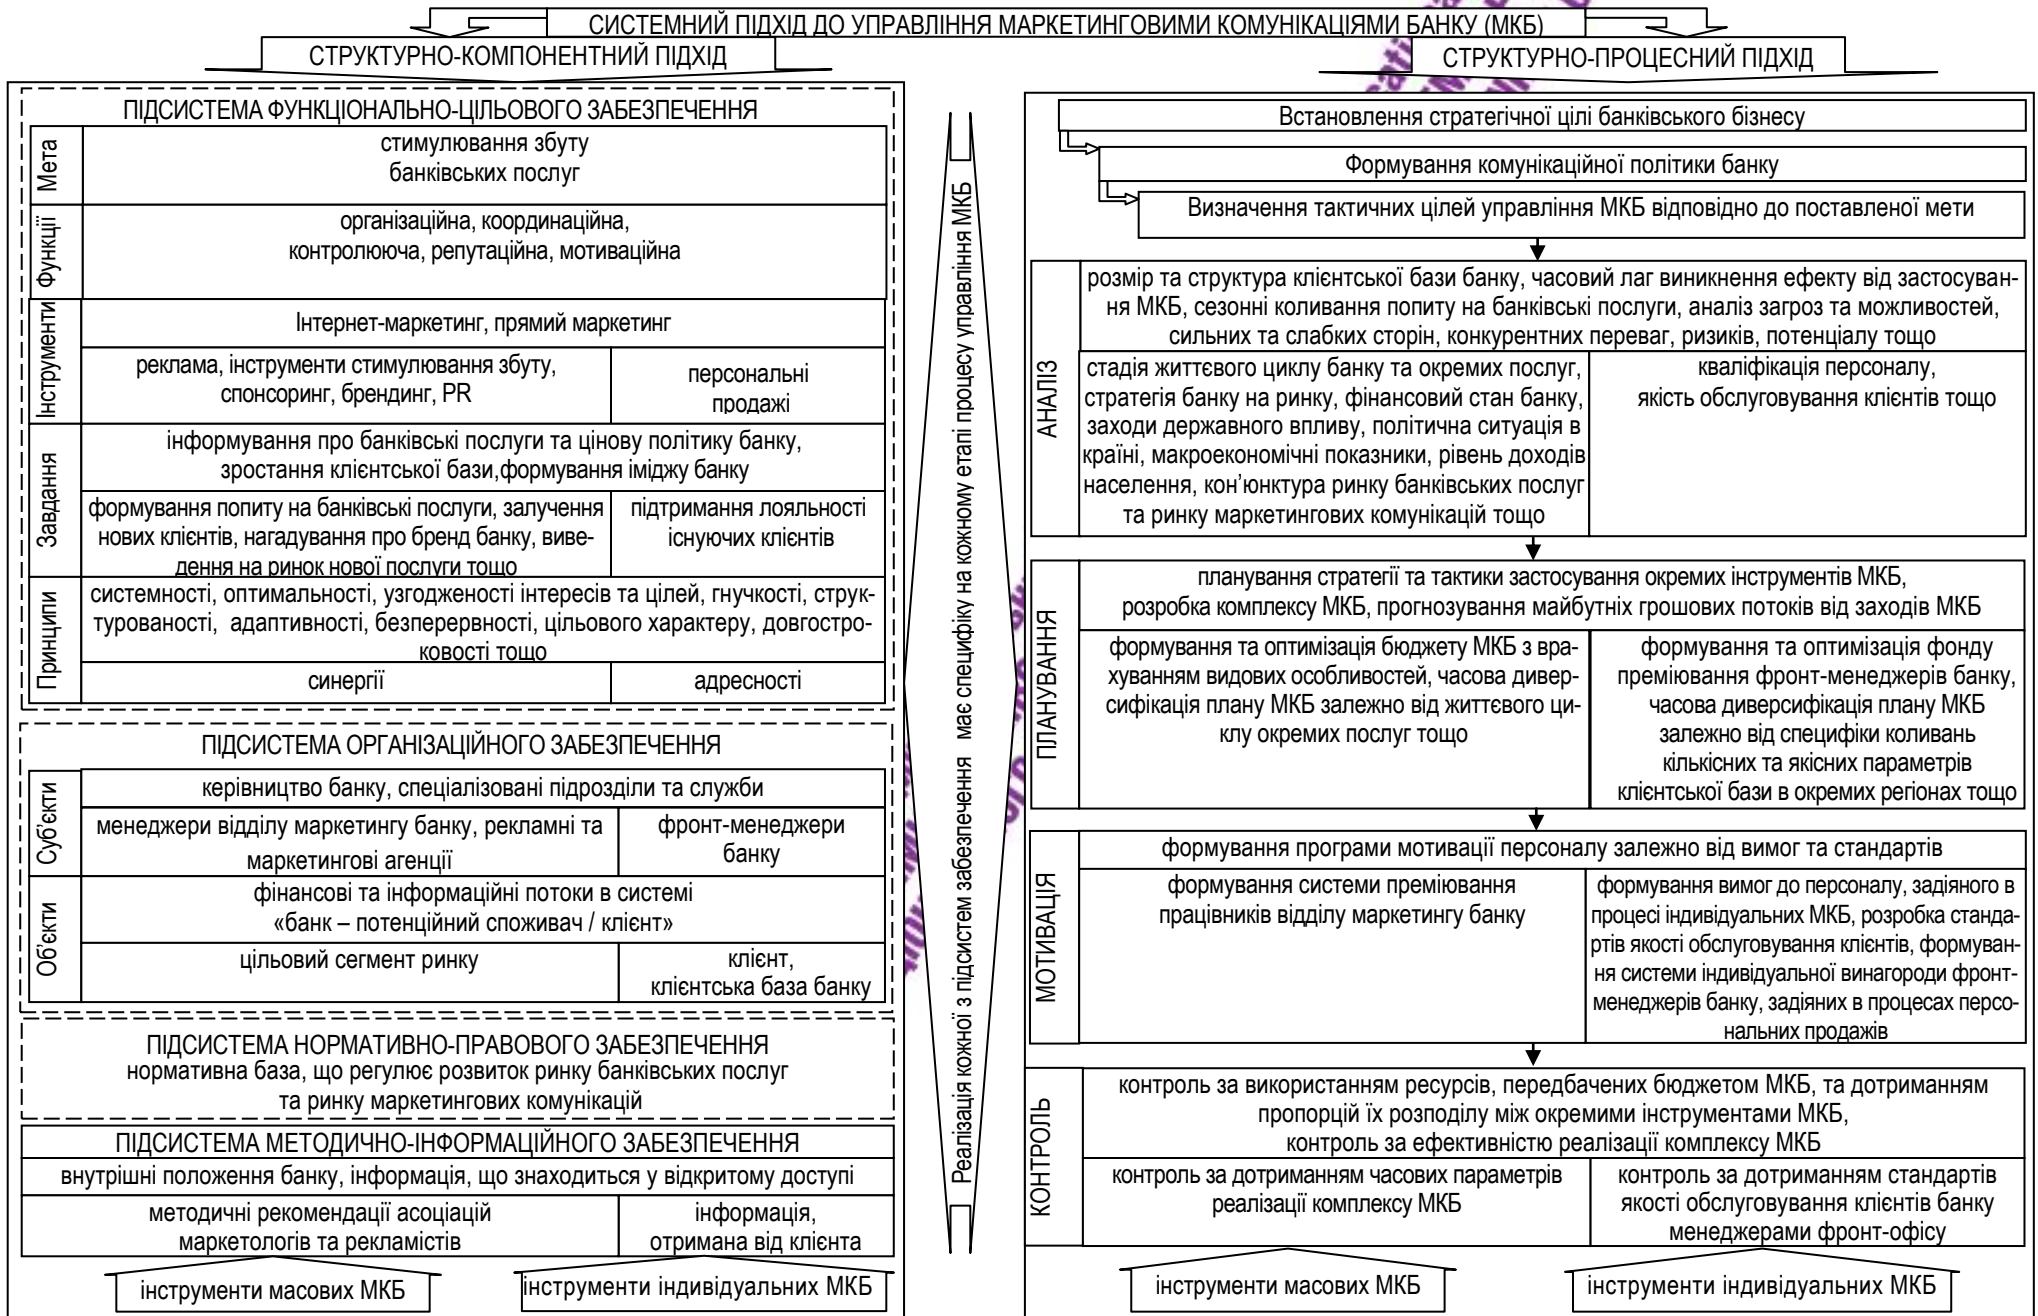 СИСТЕМНИЙ ПІДХІД ДО УПРАВЛІННЯ МАРКЕТИНГОВИМИ КОМУНІКАЦІЯМИ БАНКУ (МКБ)
СТРУКТУРНО-КОМПОНЕНТНИЙ ПІДХІД
ПІДСИСТЕМА ФУНКЦІОНАЛЬНО-ЦІЛЬОВОГО ЗАБЕЗПЕЧЕННЯ
Мета
стимулювання збуту
банківських послуг
Функції
організаційна, координаційна,
контролююча, репутаційна, мотиваційна
Інструменти
Інтернет-маркетинг, прямий маркетинг
реклама, інструменти стимулювання збуту,
спонсоринг, брендинг, PR
персональні
продажі
Завдання
інформування про банківські послуги та цінову політику банку,
зростання клієнтської бази,формування іміджу банку
формування попиту на банківські послуги, залучення
нових клієнтів, нагадування про бренд банку, виве-
дення на ринок нової послуги тощо
підтримання лояльності
існуючих клієнтів
Принципи
системності, оптимальності, узгодженості інтересів та цілей, гнучкості, струк-
турованості, адаптивності, безперервності, цільового характеру, довгостро-
ковості тощо
синергії
адресності
ПІДСИСТЕМА ОРГАНІЗАЦІЙНОГО ЗАБЕЗПЕЧЕННЯ
Суб'єкти
керівництво банку, спеціалізовані підрозділи та служби
менеджери відділу маркетингу банку, рекламні та
маркетингові агенції
фронт-менеджери
банку
Об'єкти
фінансові та інформаційні потоки в системі
«банк – потенційний споживач / клієнт»
цільовий сегмент ринку
клієнт,
клієнтська база банку
ПІДСИСТЕМА НОРМАТИВНО-ПРАВОВОГО ЗАБЕЗПЕЧЕННЯ
нормативна база, що регулює розвиток ринку банківських послуг
та ринку маркетингових комунікацій
ПІДСИСТЕМА МЕТОДИЧНО-ІНФОРМАЦІЙНОГО ЗАБЕЗПЕЧЕННЯ
внутрішні положення банку, інформація, що знаходиться у відкритому доступі
методичні рекомендації асоціацій
маркетологів та рекламістів
інформація,
отримана від клієнта
інструменти масових МКБ
інструменти індивідуальних МКБ
Реалізація кожної з підсистем забезпечення має специфіку на кожному етапі процесу управління МКБ
СТРУКТУРНО-ПРОЦЕСНИЙ ПІДХІД
Встановлення стратегічної цілі банківського бізнесу
Формування комунікаційної політики банку
Визначення тактичних цілей управління МКБ відповідно до поставленої мети
АНАЛІЗ
розмір та структура клієнтської бази банку, часовий лаг виникнення ефекту від застосуван-
ня МКБ, сезонні коливання попиту на банківські послуги, аналіз загроз та можливостей,
сильних та слабких сторін, конкурентних переваг, ризиків, потенціалу тощо
стадія життєвого циклу банку та окремих послуг,
стратегія банку на ринку, фінансовий стан банку,
заходи державного впливу, політична ситуація в
країні, макроекономічні показники, рівень доходів
населення, кон'юнктура ринку банківських послуг
та ринку маркетингових комунікацій тощо
кваліфікація персоналу,
якість обслуговування клієнтів тощо
ПЛАНУВАННЯ
планування стратегії та тактики застосування окремих інструментів МКБ,
розробка комплексу МКБ, прогнозування майбутніх грошових потоків від заходів МКБ
формування та оптимізація бюджету МКБ з вра-
хуванням видових особливостей, часова дивер-
сифікація плану МКБ залежно від життєвого ци-
клу окремих послуг тощо
формування та оптимізація фонду
преміювання фронт-менеджерів банку,
часова диверсифікація плану МКБ
залежно від специфіки коливань
кількісних та якісних параметрів
клієнтської бази в окремих регіонах тощо
МОТИВАЦІЯ
формування програми мотивації персоналу залежно від вимог та стандартів
формування системи преміювання
працівників відділу маркетингу банку
формування вимог до персоналу, задіяного в
процесі індивідуальних МКБ, розробка станда-
ртів якості обслуговування клієнтів, формуван-
ня системи індивідуальної винагороди фронт-
менеджерів банку, задіяних в процесах персо-
нальних продажів
КОНТРОЛЬ
контроль за використанням ресурсів, передбачених бюджетом МКБ, та дотриманням
пропорцій їх розподілу між окремими інструментами МКБ,
контроль за ефективністю реалізації комплексу МКБ
контроль за дотриманням часових параметрів
реалізації комплексу МКБ
контроль за дотриманням стандартів
якості обслуговування клієнтів банку
менеджерами фронт-офісу
інструменти масових МКБ
інструменти індивідуальних МКБ